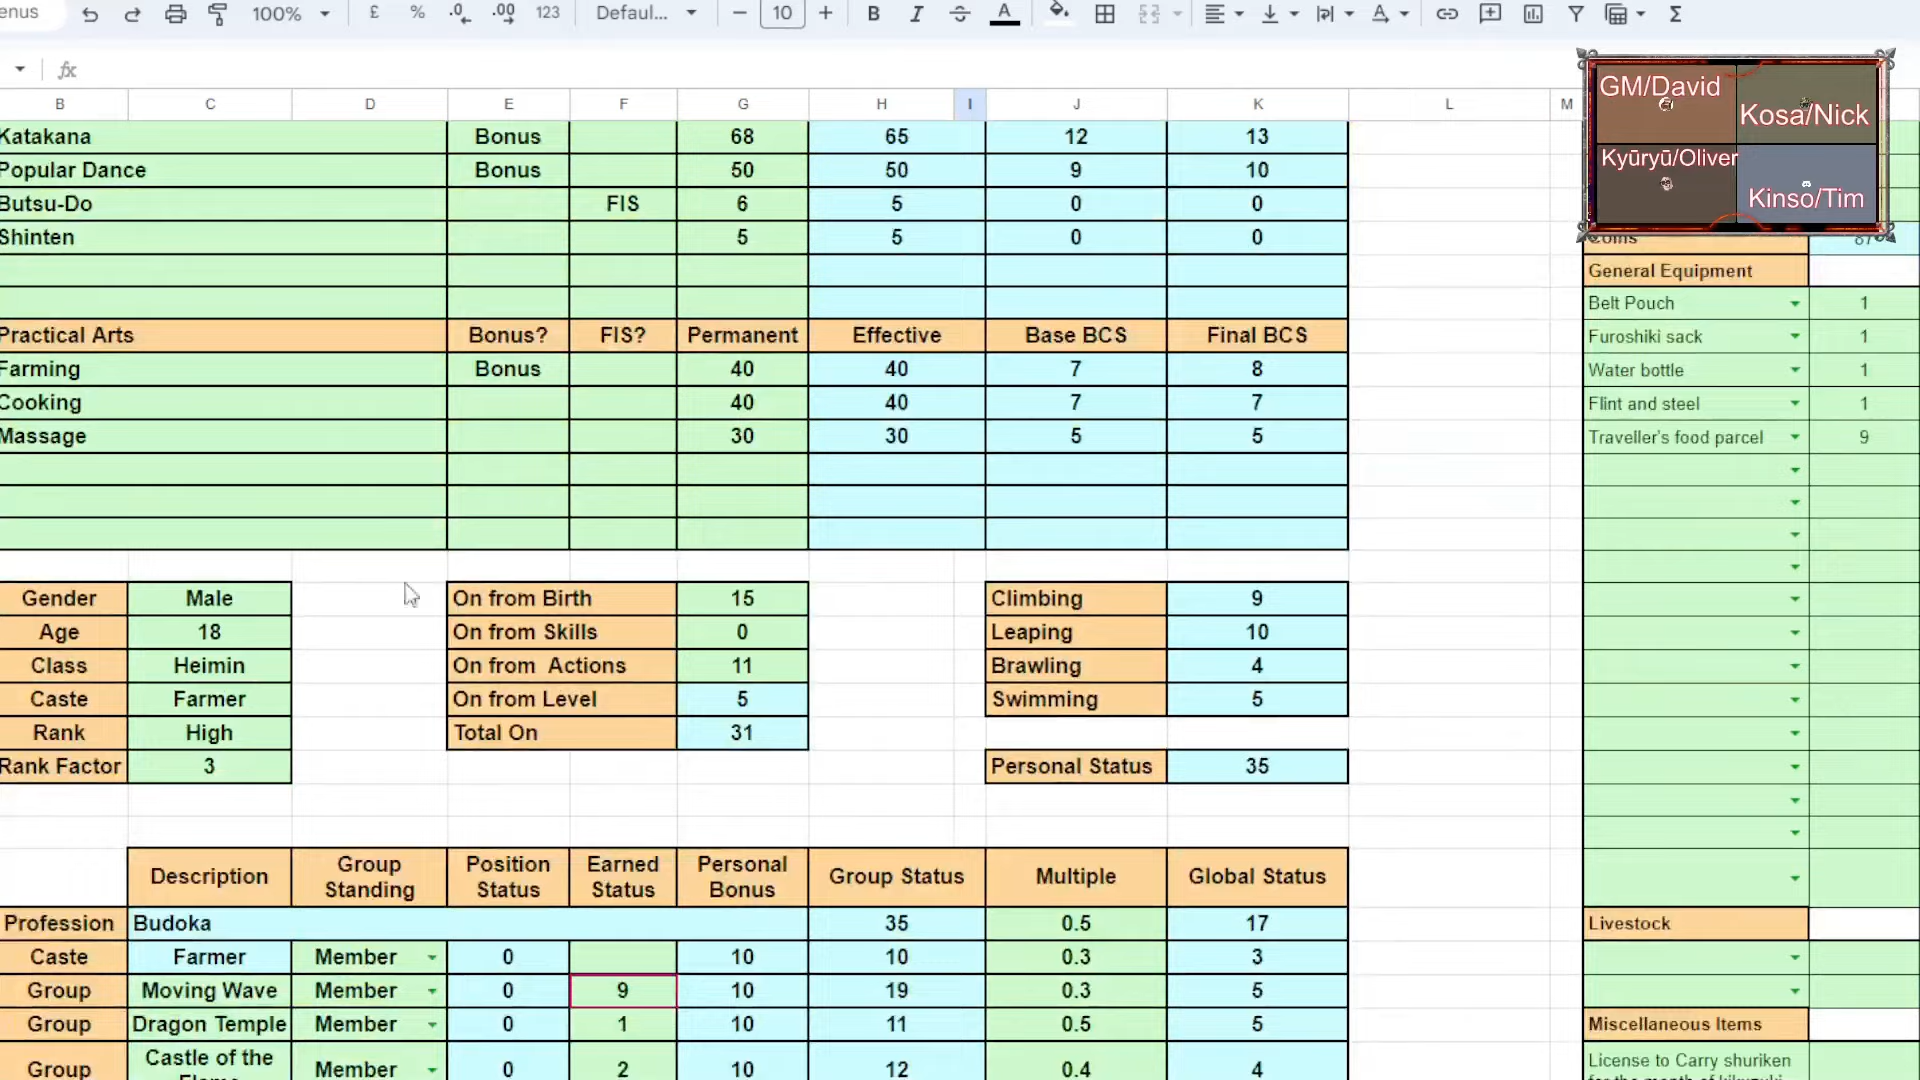 enus 100% £ % .0 .00 123 Defaul... 10 B I A
fx
B C D E F G H I J K L M
Katakana Bonus 68 65 12 13
Popular Dance Bonus 50 50 9 10
Butsu-Do FIS 6 5 0 0
Shinten 5 5 0 0
Practical Arts Bonus? FIS? Permanent Effective Base BCS Final BCS
Farming Bonus 40 40 7 8
Cooking 40 40 7 7
Massage 30 30 5 5
Gender Male
Age 18
Class Heimin
Caste Farmer
Rank High
Rank Factor 3
On from Birth 15
On from Skills 0
On from Actions 11
On from Level 5
Total On 31
Climbing 9
Leaping 10
Brawling 4
Swimming 5
Personal Status 35
Description Group Standing Position Status Earned Status Personal Bonus Group Status Multiple Global Status
Profession Budoka 35 0.5 17
Caste Farmer Member 0 10 10 0.3 3
Group Moving Wave Member 0 9 10 19 0.3 5
Group Dragon Temple Member 0 1 10 11 0.5 5
Group Castle of the Member 0 2 10 12 0.4 4
GM/David
Kosa/Nick
Kyūryū/Oliver
Kinso/Tim
Coins 87
General Equipment
Belt Pouch 1
Furoshiki sack 1
Water bottle 1
Flint and steel 1
Traveller's food parcel 9
Livestock
Miscellaneous Items
License to Carry shuriken